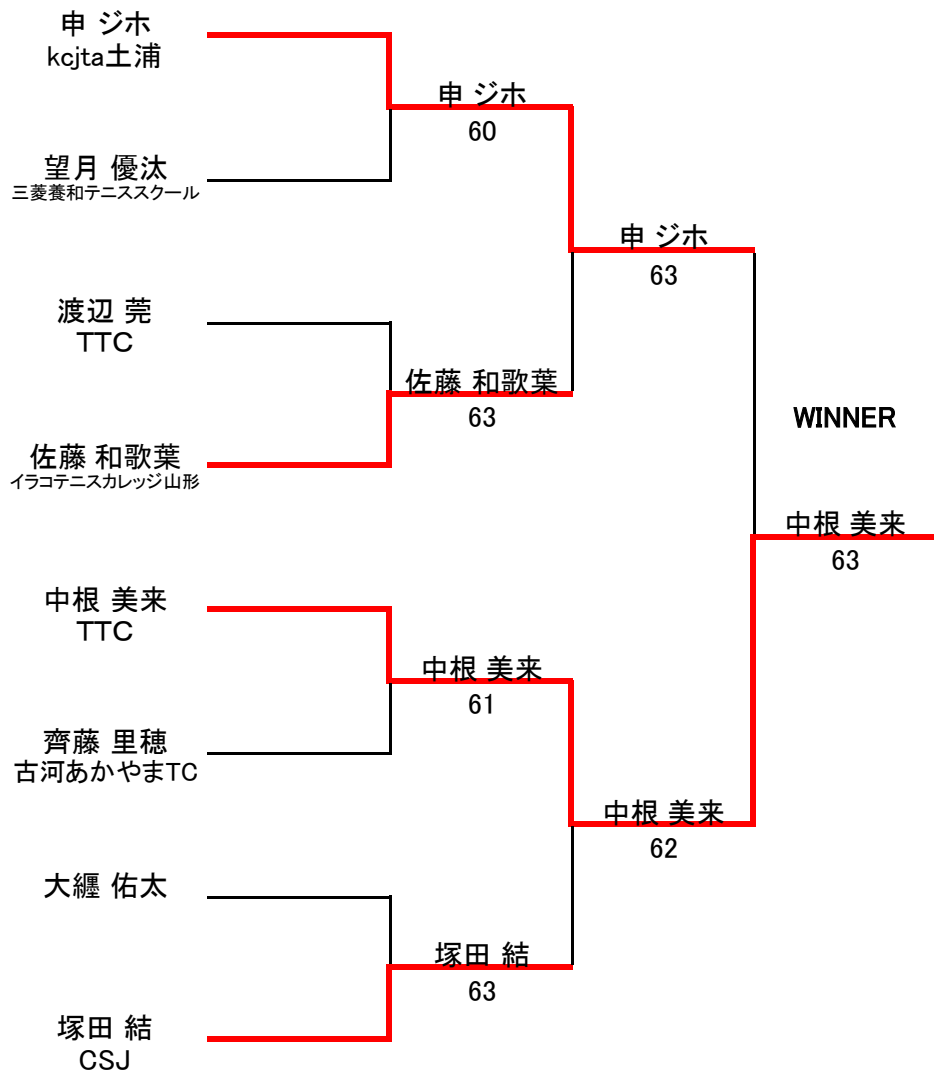 申 ジホ
kcjta土浦
申 ジホ
60
望月 優汰
三菱養和テニススクール
申 ジホ
63
渡辺 莞
TTC
佐藤 和歌葉
63
佐藤 和歌葉
イラコテニスカレッジ山形
WINNER
中根 美来
63
中根 美来
TTC
中根 美来
61
齊藤 里穂
古河あかやまTC
中根 美来
62
大纒 佑太
塚田 結
63
塚田 結
CSJ